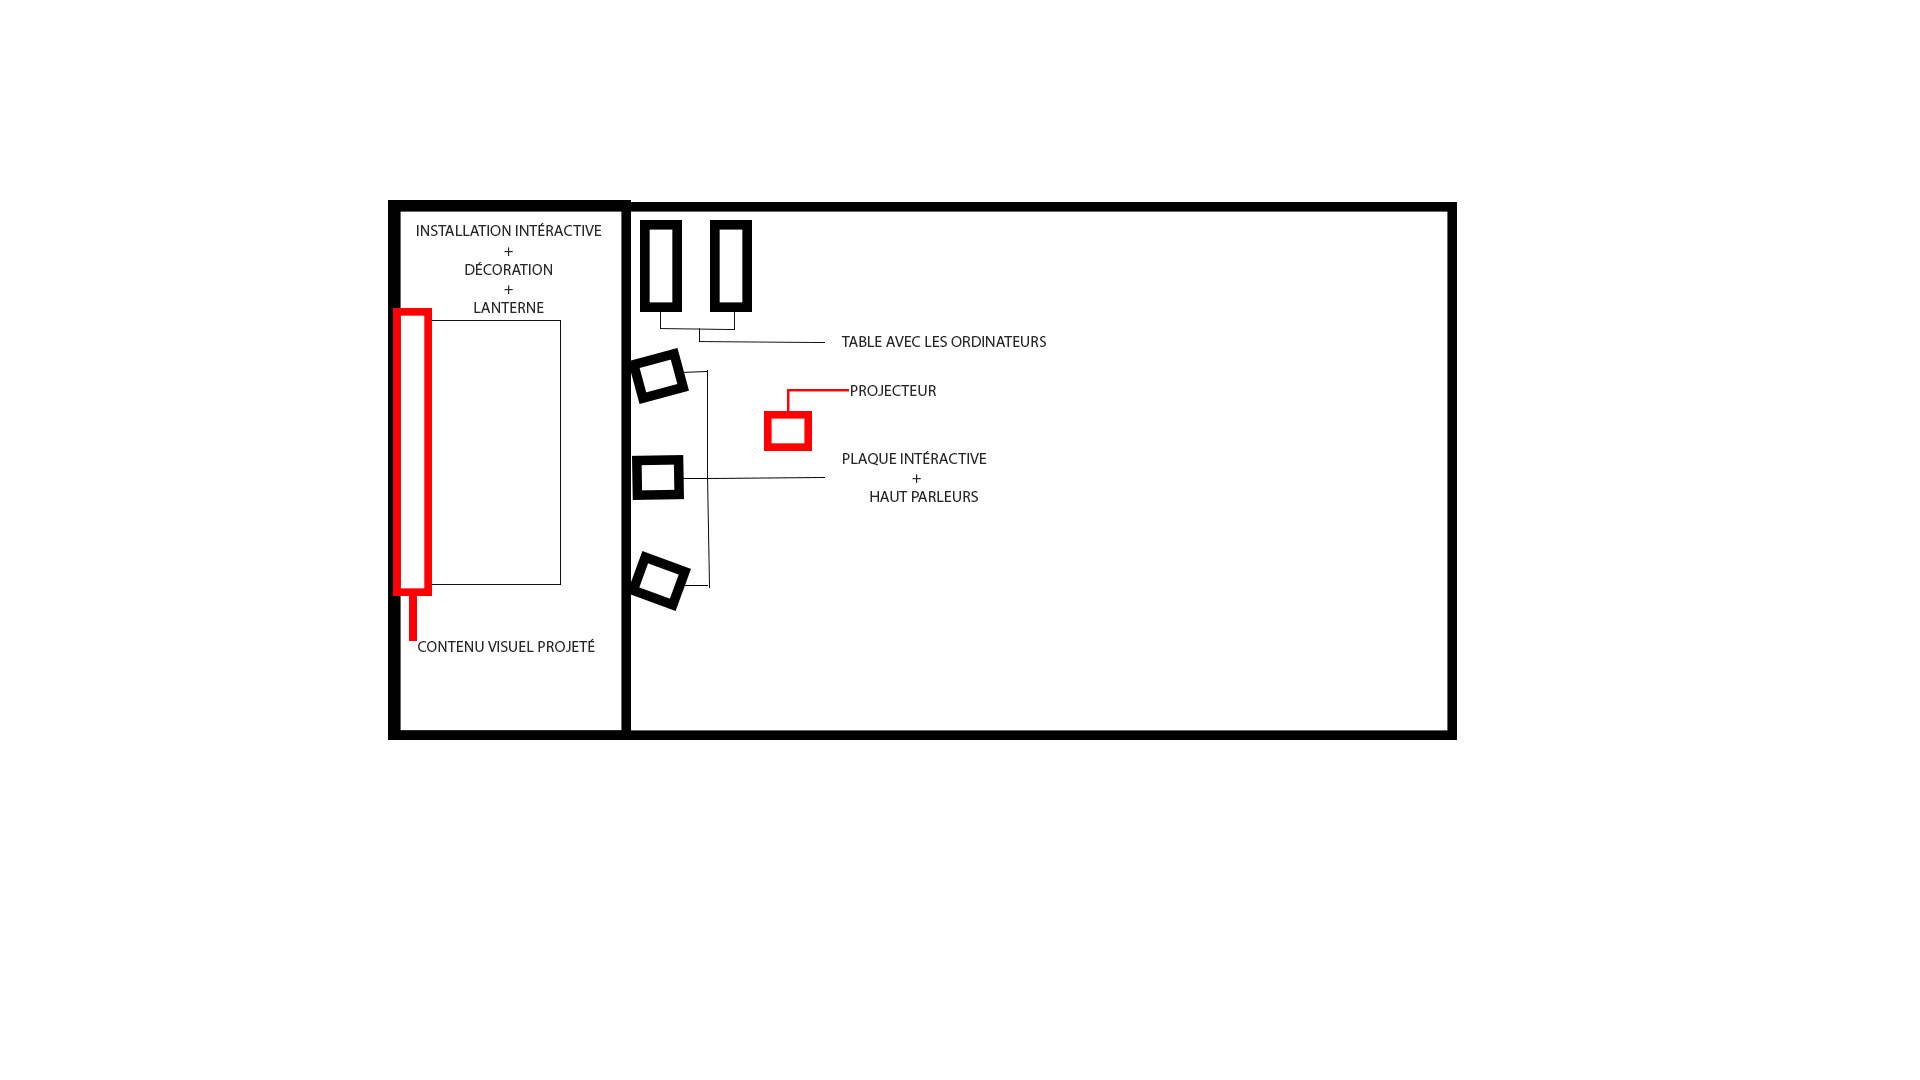 INSTALLATION INTÉRACTIVE
+
DÉCORATION
+
LANTERNE
TABLE AVEC LES ORDINATEURS
PROJECTEUR
PLAQUE INTÉRACTIVE
+
HAUT PARLEURS
CONTENU VISUEL PROJETÉ